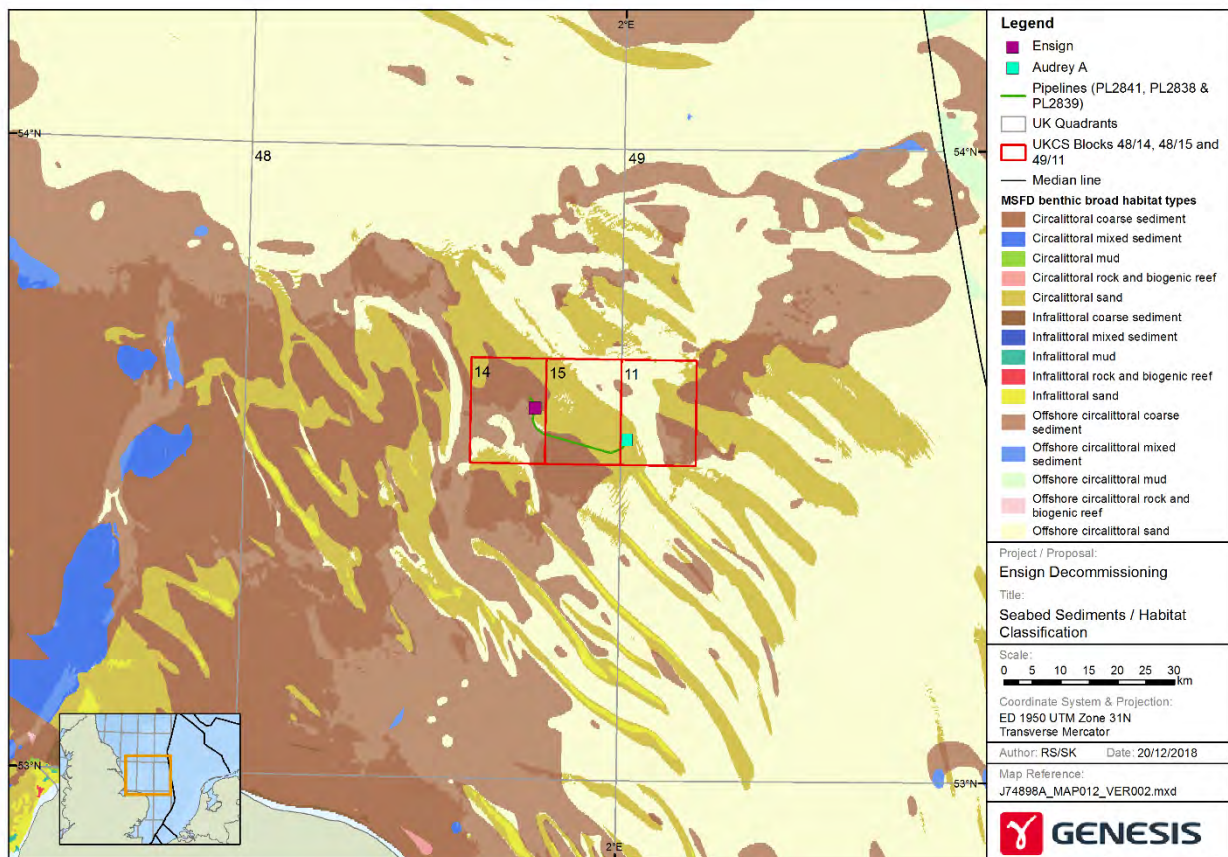 2°E
54°N
54°N
48
49
14
15
11
53°N
53°N
2°E
Legend
Ensign
Audrey A
Pipelines (PL2841, PL2838 &
PL2839)
UK Quadrants
UKCS Blocks 48/14, 48/15 and
49/11
Median line
MSFD benthic broad habitat types
Circalittoral coarse sediment
Circalittoral mixed sediment
Circalittoral mud
Circalittoral rock and biogenic reef
Circalittoral sand
Infralittoral coarse sediment
Infralittoral mixed sediment
Infralittoral mud
Infralittoral rock and biogenic reef
Infralittoral sand
Offshore circalittoral coarse
sediment
Offshore circalittoral mixed
sediment
Offshore circalittoral mud
Offshore circalittoral rock and
biogenic reef
Offshore circalittoral sand
Project / Proposal:
Ensign Decommissioning
Title:
Seabed Sediments / Habitat
Classification
Scale:
0 5 10 15 20 25 30
km
Coordinate System & Projection:
ED 1950 UTM Zone 31N
Transverse Mercator
Author: RS/SK Date: 20/12/2018
Map Reference:
J74898A_MAP012_VER002.mxd
GENESIS